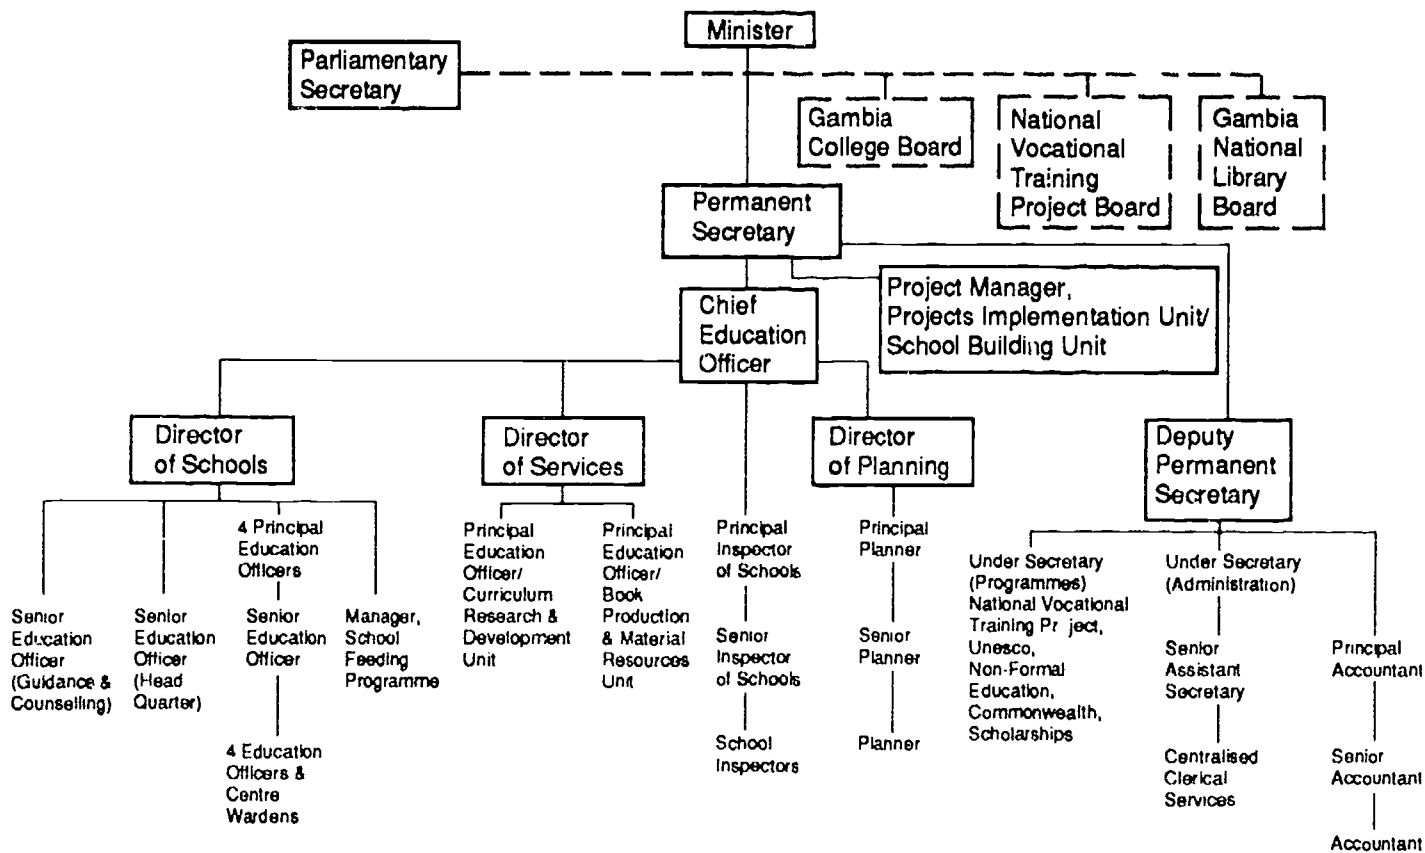 Minister
Parliamentary
Secretary
Gambia
College Board
National
Vocational
Training
Project Board
Gambia
National
Library
Board
Permanent
Secretary
Project Manager,
Projects Implementation Unit/
School Building Unit
Chief
Education
Officer
Director
of Schools
Director
of Services
Director
of Planning
Deputy
Permanent
Secretary
Senior
Education
Officer
(Guidance &
Counselling)
Senior
Education
Officer
(Head
Quarter)
4 Principal
Education
Officers
Senior
Education
Officer
4 Education
Officers &
Centre
Wardens
Manager,
School
Feeding
Programme
Principal
Education
Officer/
Curriculum
Research &
Development
Unit
Principal
Education
Officer/
Book
Production
& Material
Resources
Unit
Principal
Inspector
of Schools
Senior
Inspector
of Schools
School
Inspectors
Principal
Planner
Senior
Planner
Planner
Under Secretary
(Programmes)
National Vocational
Training Pr ject,
Unesco,
Non-Formal
Education,
Commonwealth,
Scholarships
Under Secretary
(Administration)
Senior
Assistant
Secretary
Centralised
Clerical
Services
Principal
Accountant
Senior
Accountant
Accountant